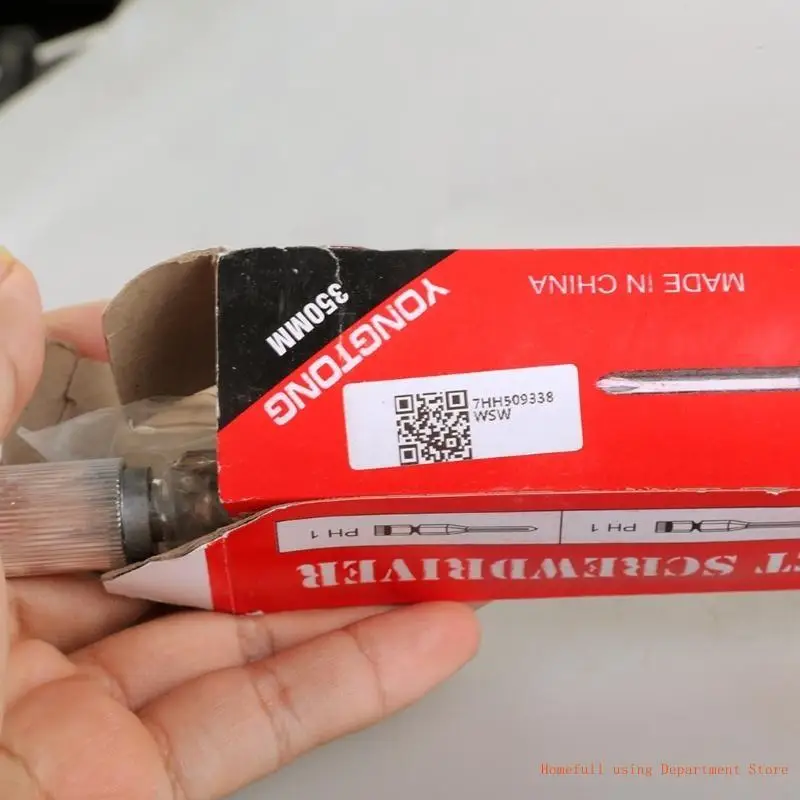 MADE IN CHINA
350MM
YONGTONG
7HH509338
WSW
PH 1
PH 1
SCREWDRIVER
Homefull using Department Store